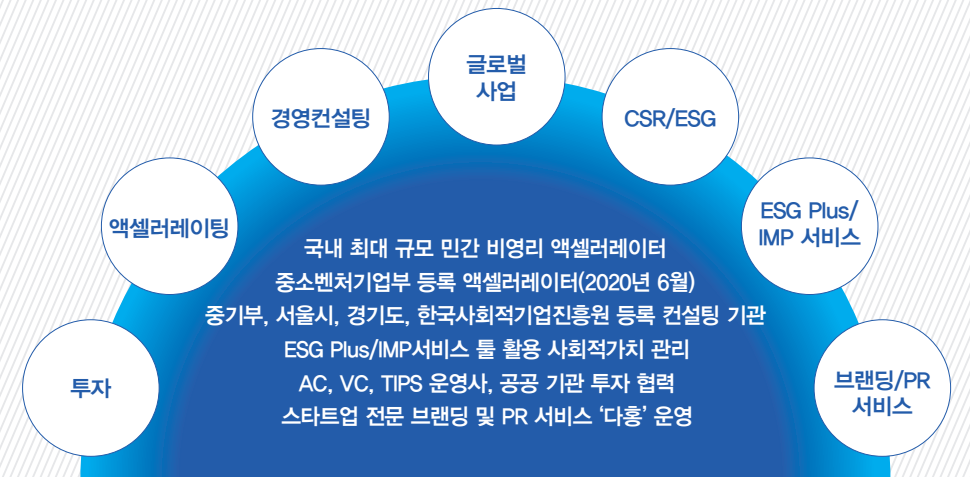 글로벌
사업
경영컨설팅
CSR/ESG
액셀러레이팅
ESG Plus/
IMP 서비스
투자
브랜딩/PR
서비스
국내 최대 규모 민간 비영리 액셀러레이터
중소벤처기업부 등록 액셀러레이터(2020년 6월)
중기부, 서울시, 경기도, 한국사회적기업진흥원 등록 컨설팅 기관
ESG Plus/IMP서비스 툴 활용 사회적가치 관리
AC, VC, TIPS 운영사, 공공 기관 투자 협력
스타트업 전문 브랜딩 및 PR 서비스 ‘다홍’ 운영